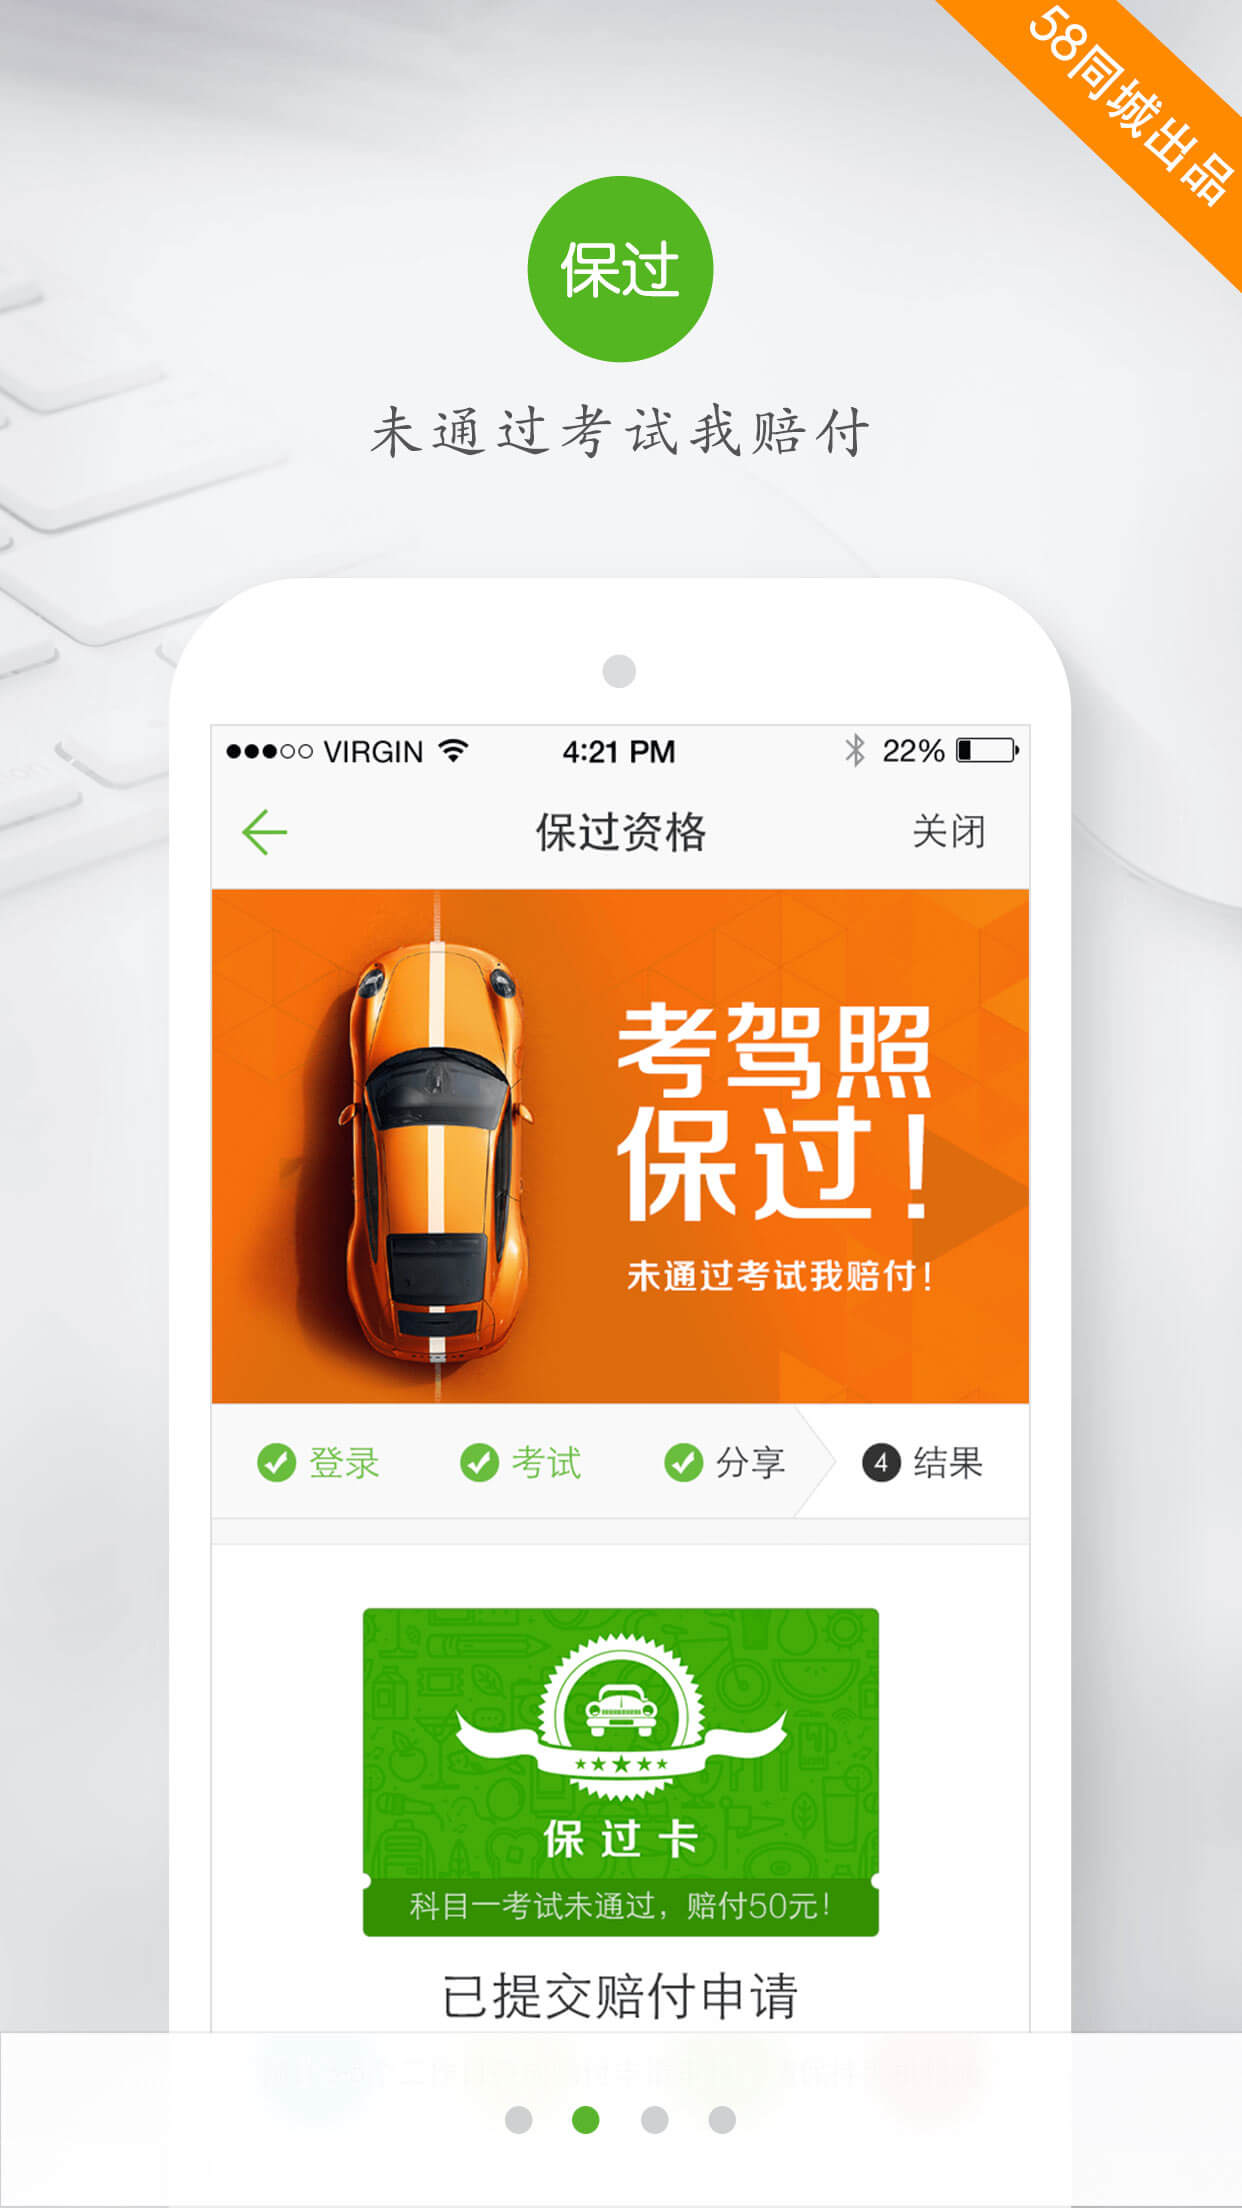 58同城出品
保过
未通过考试我赔付
VIRGIN 4:21 PM 22%
保过资格 关闭
考驾照
保过!
未通过考试我赔付!
登录 考试 分享 4 结果
保过卡
科目一考试未通过，赔付50元!
已提交赔付申请